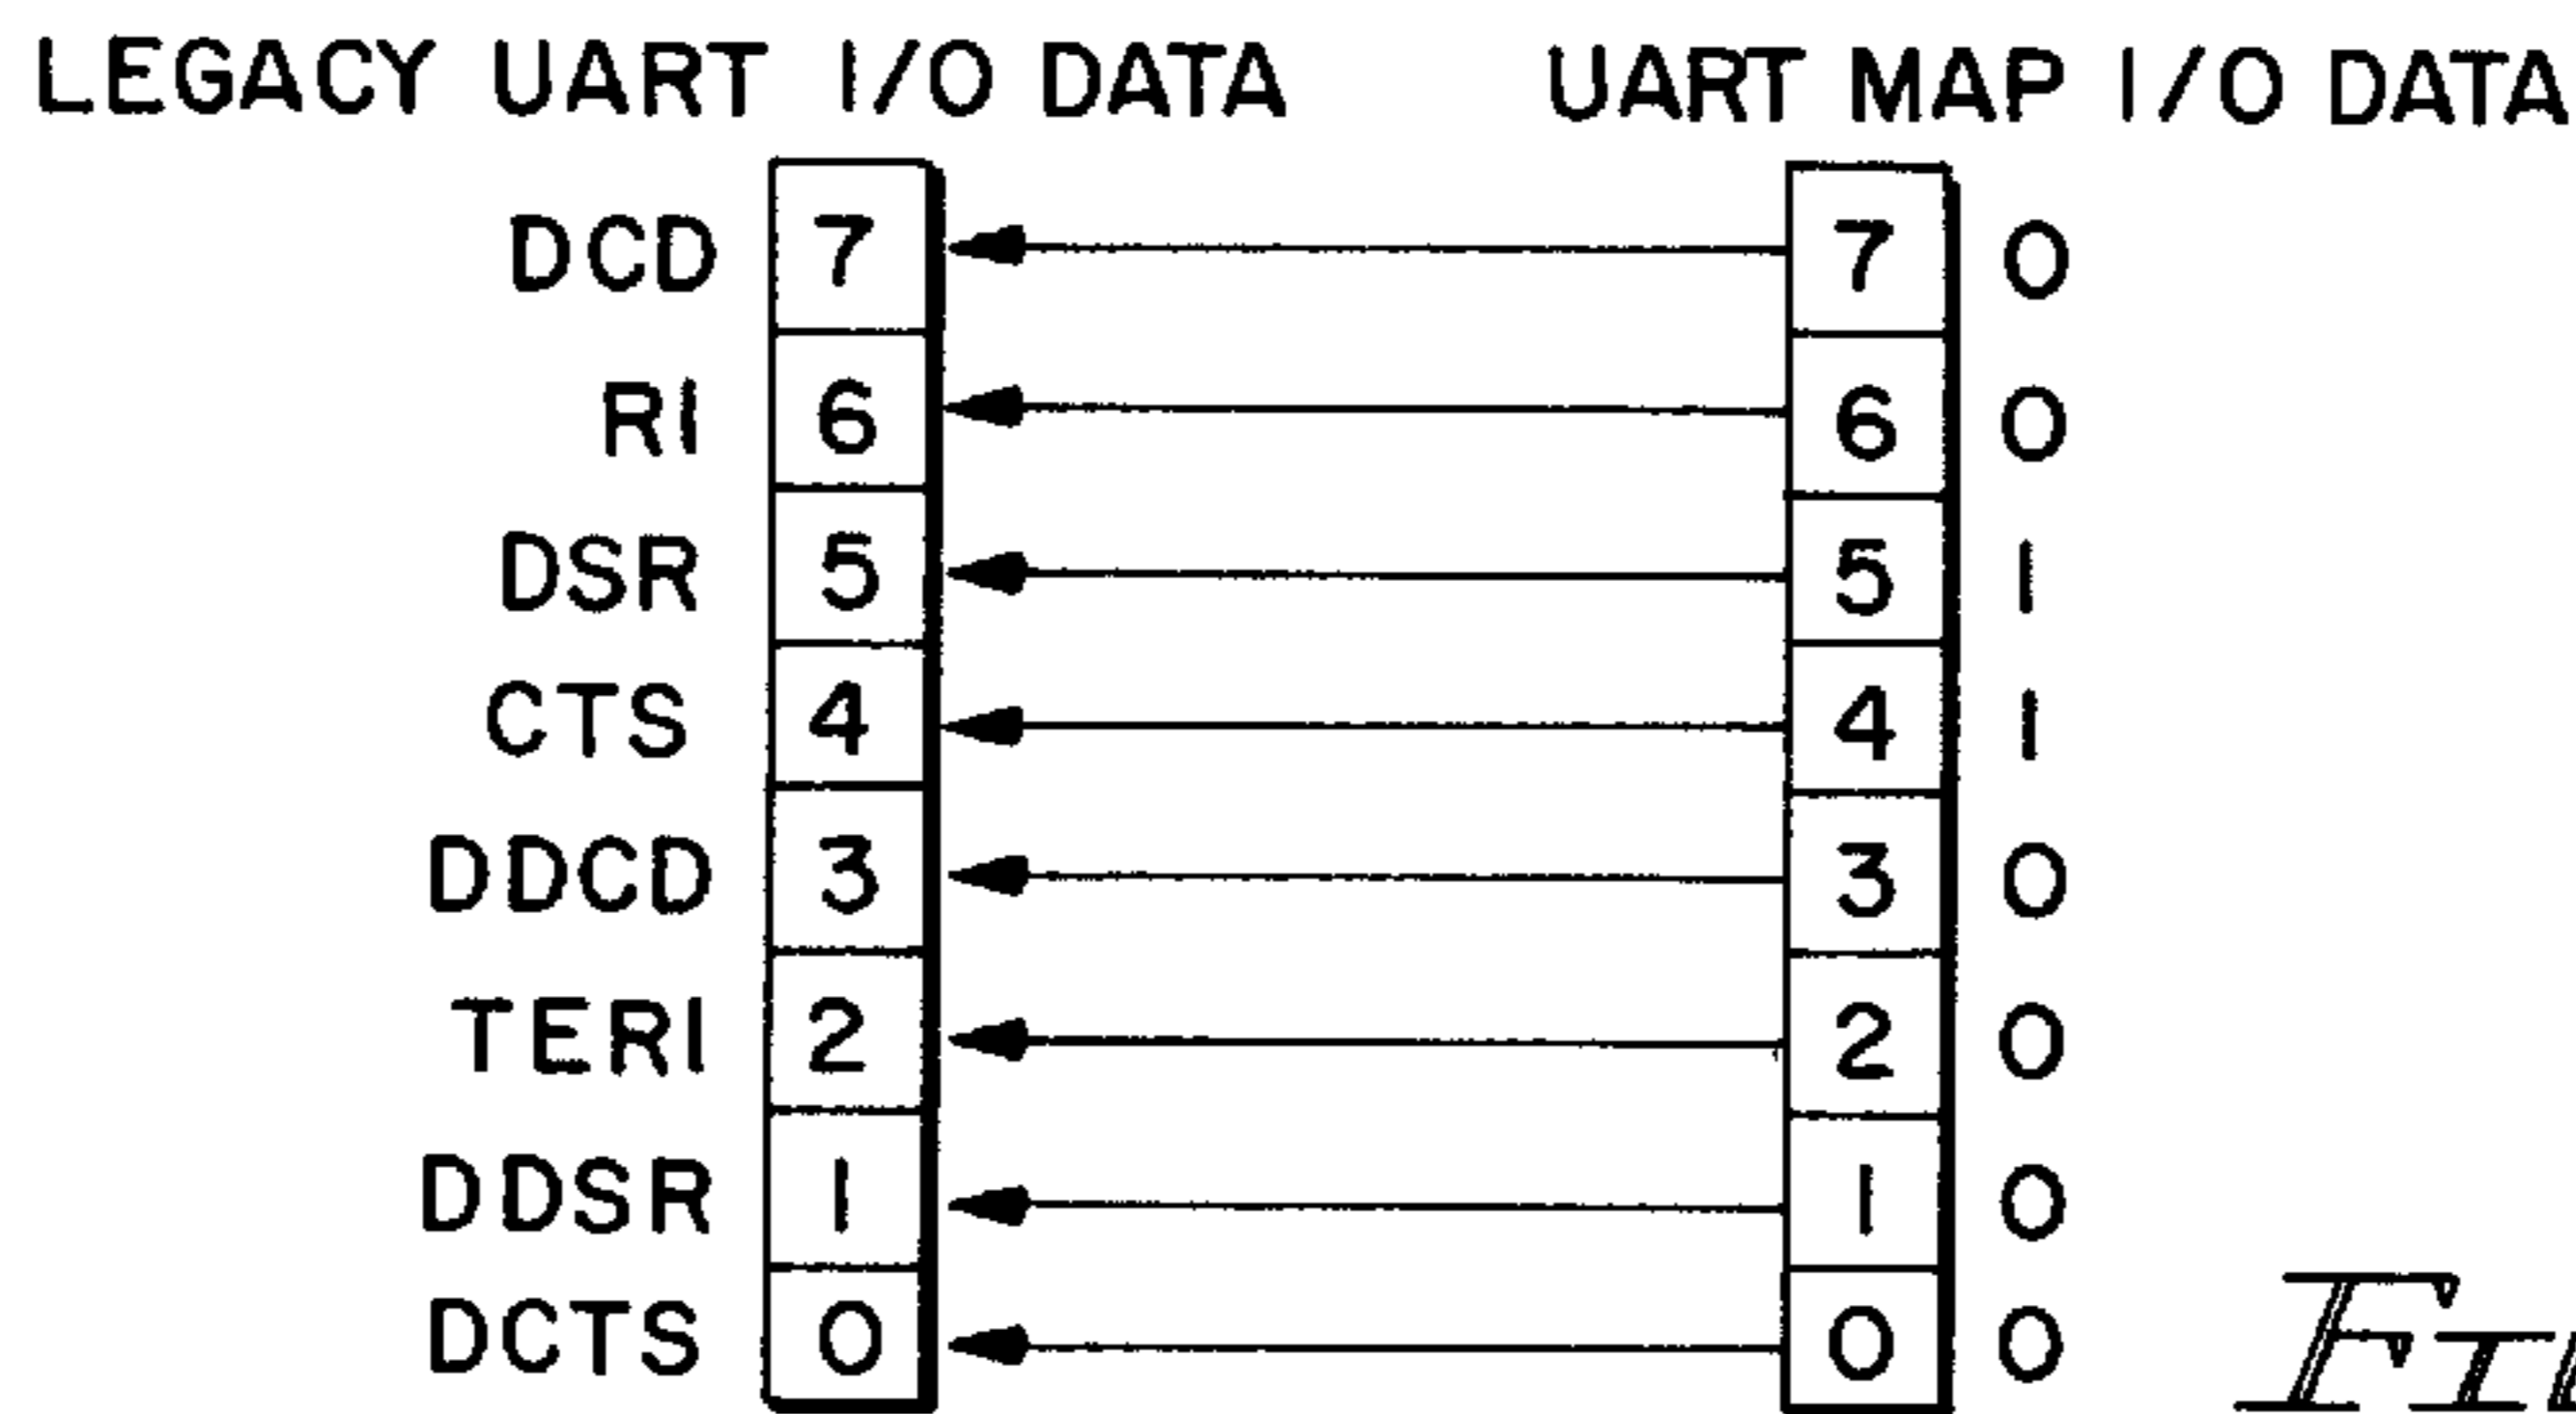 LEGACY UART I/O DATA UART MAP I/O DATA
DCD 7 7 0
RI 6 6 0
DSR 5 5 1
CTS 4 4 1
DDCD 3 3 0
TERI 2 2 0
DDSR 1 1 0
DCTS 0 0 0